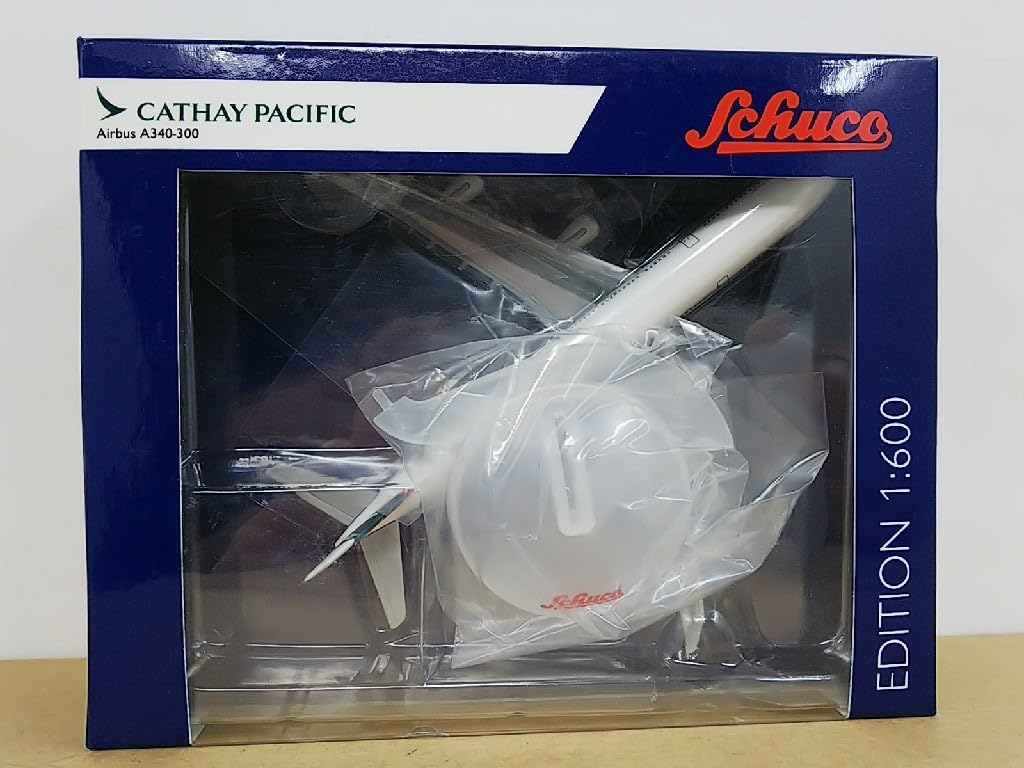 CATHAY PACIFIC
Airbus A340-300
Schuco
EDITION 1:600
Schuco